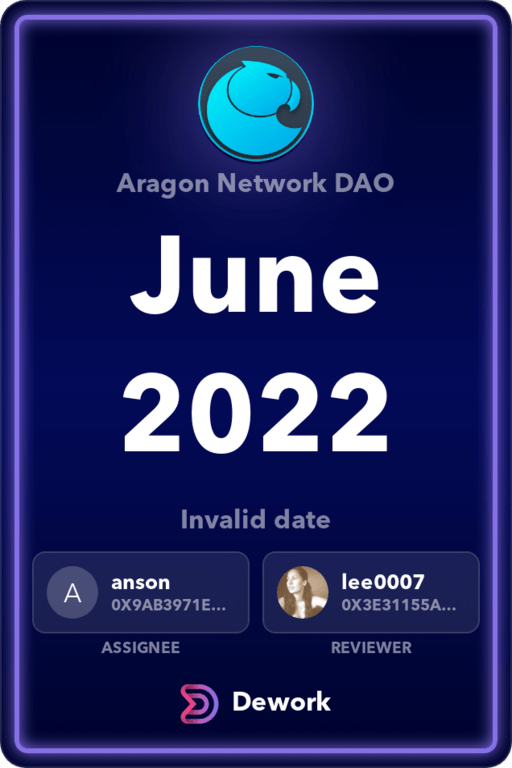 Aragon Network DAO
June
2022
Invalid date
A
anson
0X9AB3971E...
ASSIGNEE
lee0007
0X3E31155A...
REVIEWER
Dework